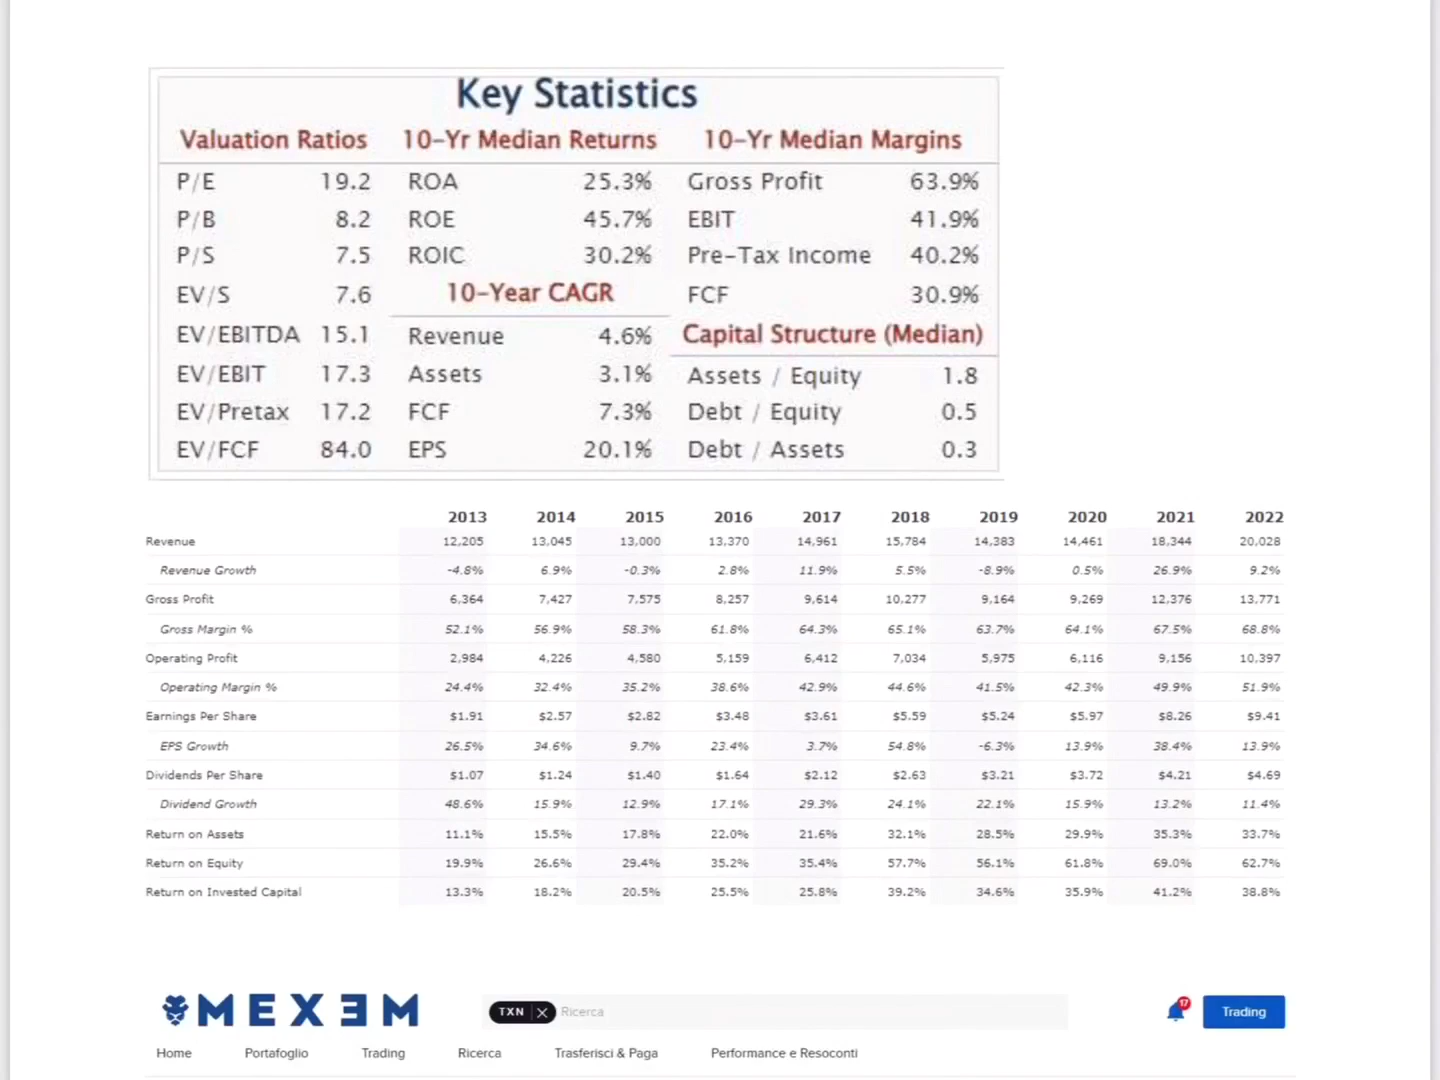 Key Statistics
Valuation Ratios 10-Yr Median Returns 10-Yr Median Margins
P/E 19.2 ROA 25.3% Gross Profit 63.9%
P/B 8.2 ROE 45.7% EBIT 41.9%
P/S 7.5 ROIC 30.2% Pre-Tax Income 40.2%
EV/S 7.6 10-Year CAGR FCF 30.9%
EV/EBITDA 15.1 Revenue 4.6% Capital Structure (Median)
EV/EBIT 17.3 Assets 3.1% Assets / Equity 1.8
EV/Pretax 17.2 FCF 7.3% Debt / Equity 0.5
EV/FCF 84.0 EPS 20.1% Debt / Assets 0.3
2013 2014 2015 2016 2017 2018 2019 2020 2021 2022
Revenue 12,205 13,045 13,000 13,370 14,961 15,784 14,383 14,461 18,344 20,028
Revenue Growth -4.8% 6.9% -0.3% 2.8% 11.9% 5.5% -8.9% 0.5% 26.9% 9.2%
Gross Profit 6,364 7,427 7,575 8,257 9,614 10,277 9,164 9,269 12,376 13,771
Gross Margin % 52.1% 56.9% 58.3% 61.8% 64.3% 65.1% 63.7% 64.1% 67.5% 68.8%
Operating Profit 2,984 4,226 4,580 5,159 6,412 7,034 5,975 6,116 9,156 10,397
Operating Margin % 24.4% 32.4% 35.2% 38.6% 42.9% 44.6% 41.5% 42.3% 49.9% 51.9%
Earnings Per Share $1.91 $2.57 $2.82 $3.48 $3.61 $5.59 $5.24 $5.97 $8.26 $9.41
EPS Growth 26.5% 34.6% 9.7% 23.4% 3.7% 54.8% -6.3% 13.9% 38.4% 13.9%
Dividends Per Share $1.07 $1.24 $1.40 $1.64 $2.12 $2.63 $3.21 $3.72 $4.21 $4.69
Dividend Growth 48.6% 15.9% 12.9% 17.1% 29.3% 24.1% 22.1% 15.9% 13.2% 11.4%
Return on Assets 11.1% 15.5% 17.8% 22.0% 21.6% 32.1% 28.5% 29.9% 35.3% 33.7%
Return on Equity 19.9% 26.6% 29.4% 35.2% 35.4% 57.7% 56.1% 61.8% 69.0% 62.7%
Return on Invested Capital 13.3% 18.2% 20.5% 25.5% 25.8% 39.2% 34.6% 35.9% 41.2% 38.8%
MEXEM TXN Ricerca 17 Trading
Home Portafoglio Trading Ricerca Trasferisci & Paga Performance e Resoconti